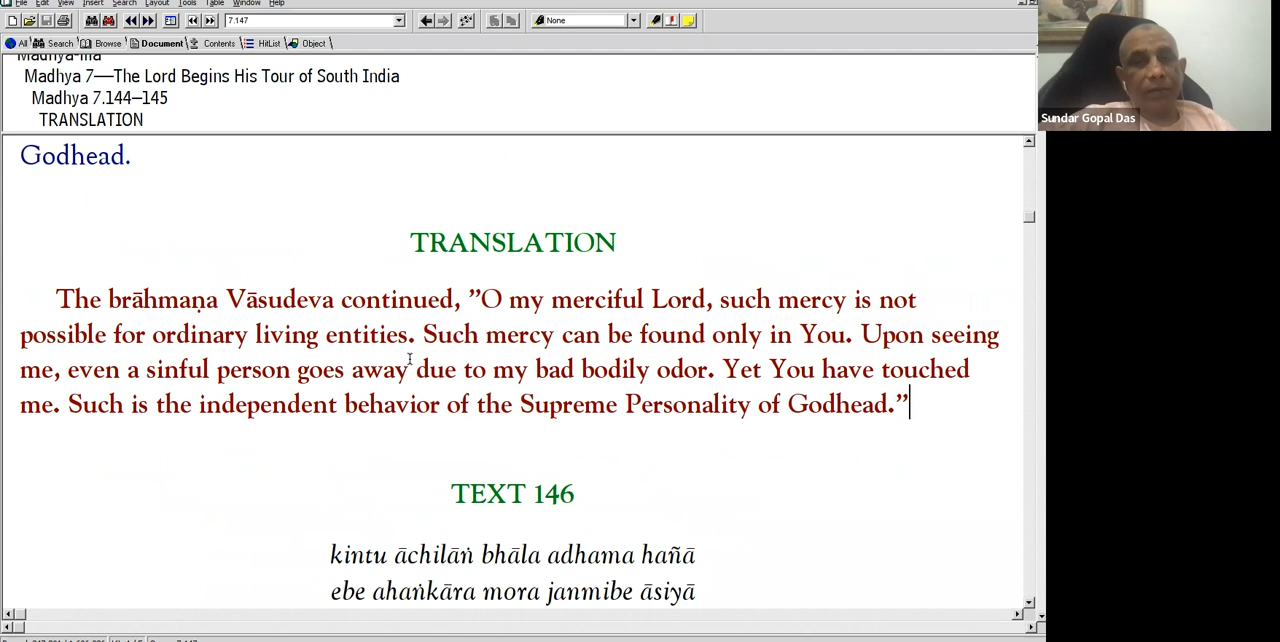 File Edit View Insert Search Layout Tools Table Window Help
7.147 None
All Search Browse Document Contents HitList Object
Madhya-lila
Madhya 7—The Lord Begins His Tour of South India
Madhya 7.144–145
TRANSLATION
Sundar Gopal Das
Godhead.
TRANSLATION
The brāhmaṇa Vāsudeva continued, ”O my merciful Lord, such mercy is not
possible for ordinary living entities. Such mercy can be found only in You. Upon seeing
me, even a sinful person goes away due to my bad bodily odor. Yet You have touched
me. Such is the independent behavior of the Supreme Personality of Godhead.”
TEXT 146
kintu āchilāṅ bhāla adhama hañā
ebe ahaṅkāra mora janmibe āsiyā